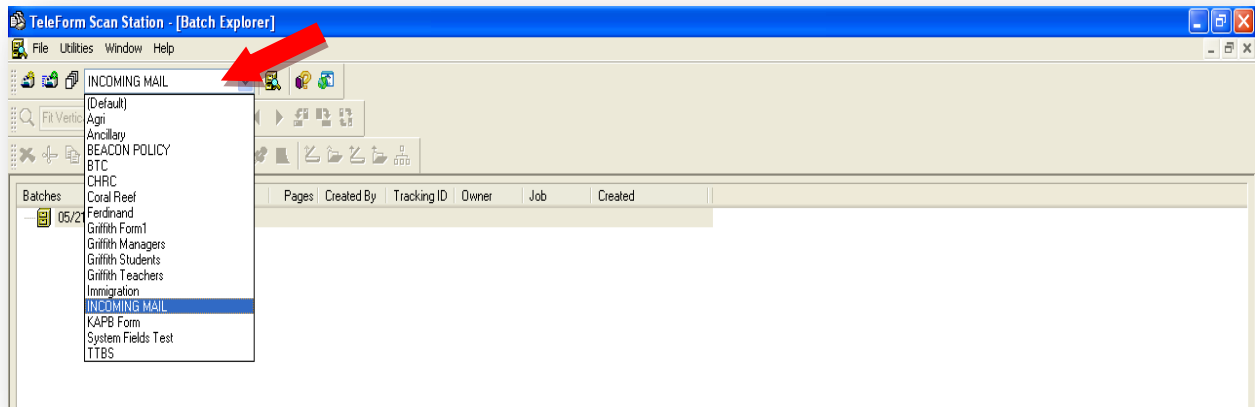 TeleForm Scan Station - [Batch Explorer]
File Utilities Window Help
INCOMING MAIL
Fit Vertic
(Default)
Agri
Ancillary
BEACON POLICY
BTC
CHRC
Coral Reef
Ferdinand
Griffith Form1
Griffith Managers
Griffith Students
Griffith Teachers
Immigration
INCOMING MAIL
KAPB Form
System Fields Test
TTBS
Batches Pages Created By Tracking ID Owner Job Created
05/21